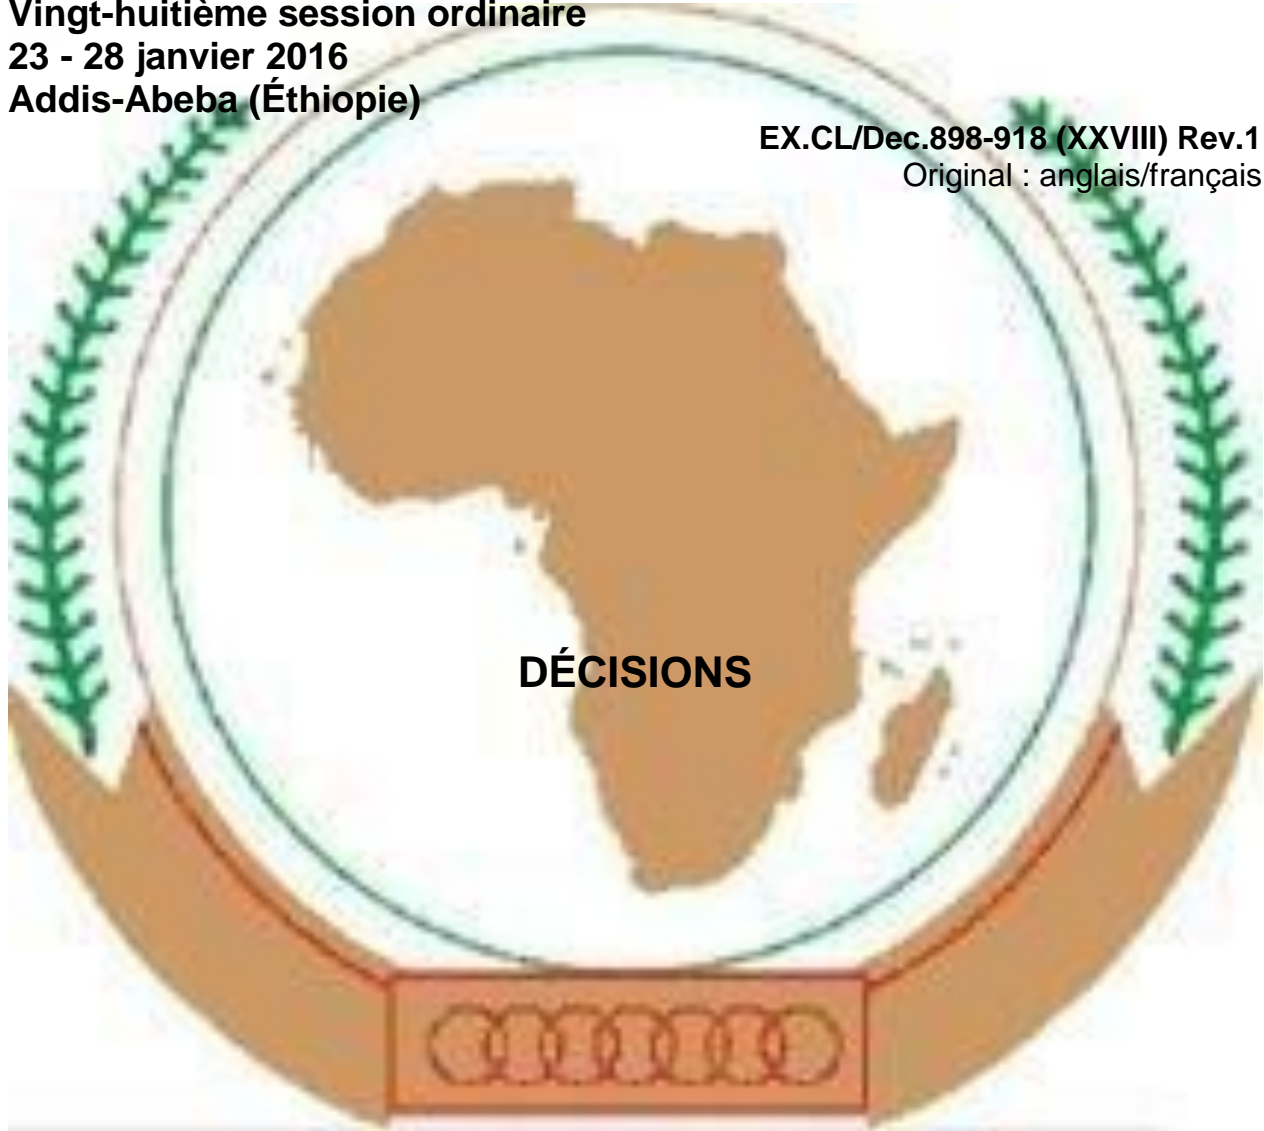 Vingt-huitième session ordinaire
23 - 28 janvier 2016
Addis-Abeba (Éthiopie)
EX.CL/Dec.898-918 (XXVIII) Rev.1
Original : anglais/français
DÉCISIONS